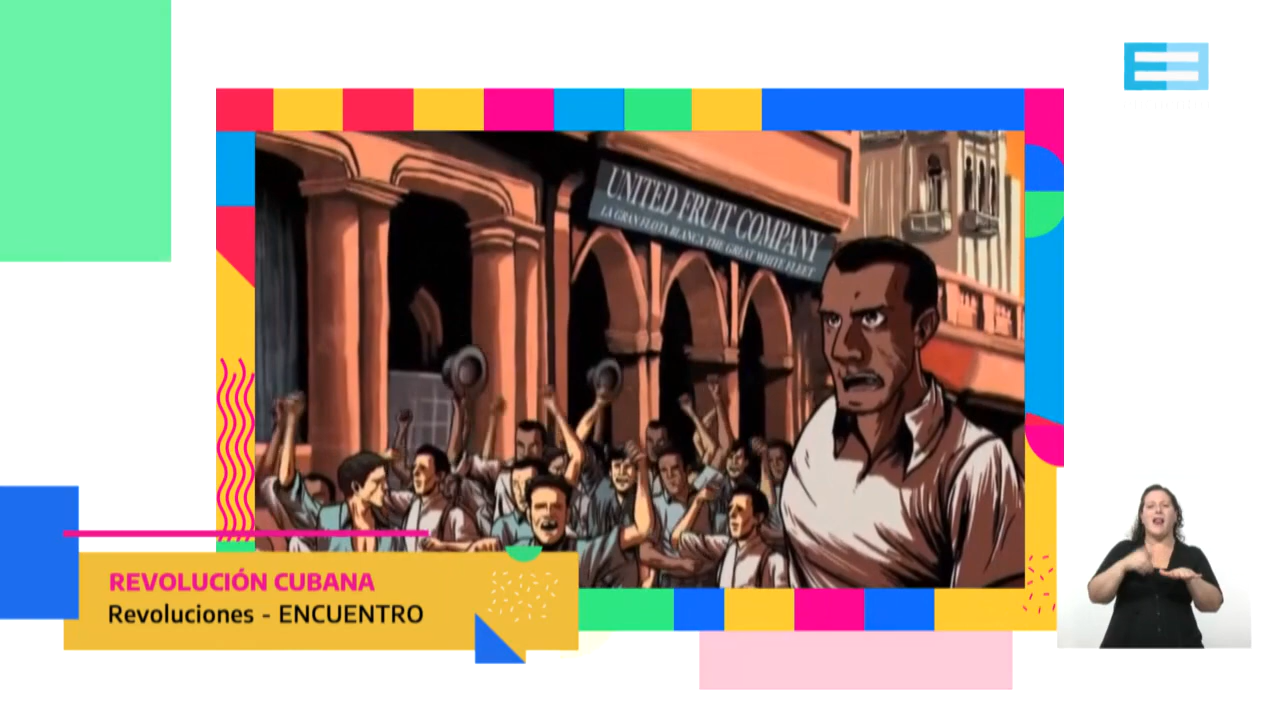 UNITED FRUIT COMPANY
LA GRAN FLOTA BLANCA THE GREAT WHITE FLEET
REVOLUCIÓN CUBANA
Revoluciones - ENCUENTRO